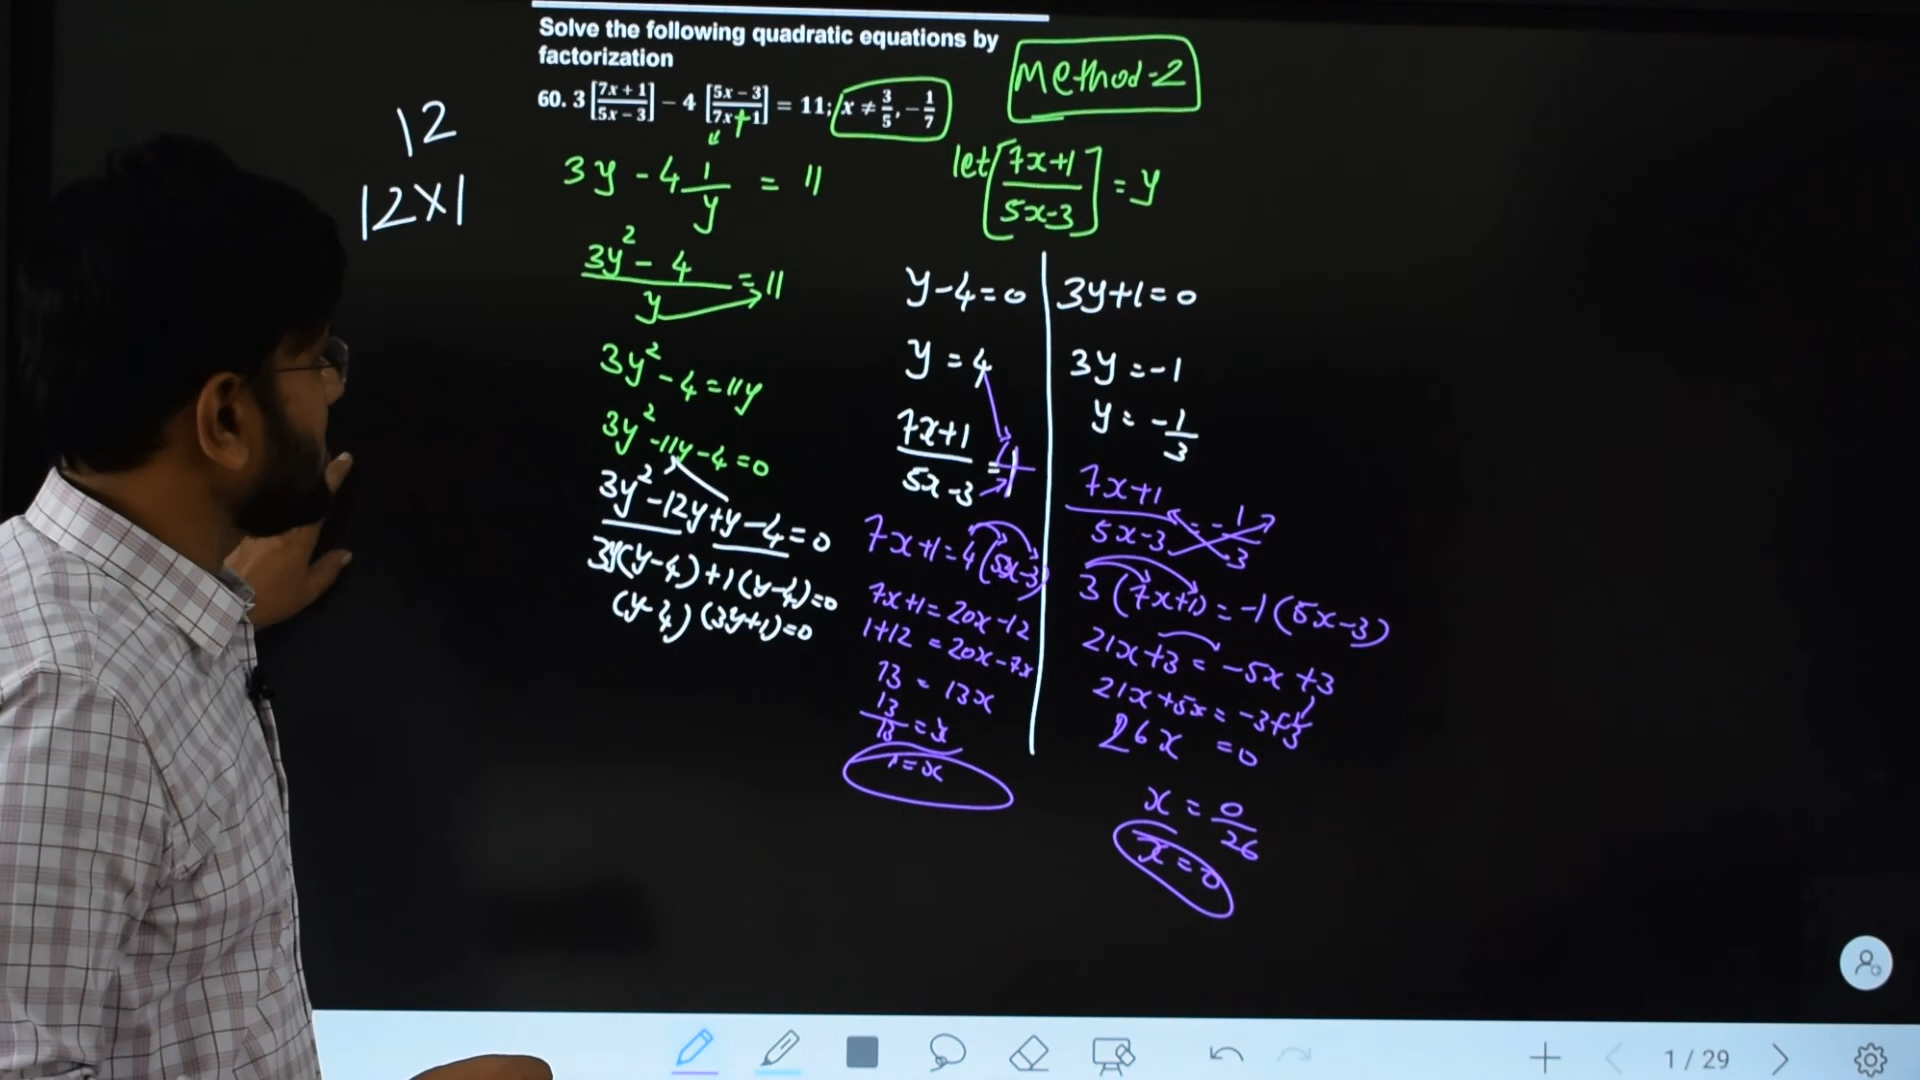 Solve the following quadratic equations by
factorization
60. 3 [7x + 1 / 5x − 3] − 4 [5x − 3 / 7x + 1] = 11; x ≠ 3/5, −1/7
Method-2
12
12X1
let [7x+1 / 5x-3] = y
3y - 4 1/y = 11
3y² - 4 / y = 11
3y² - 4 = 11y
3y² - 11y - 4 = 0
3y² - 12y + y - 4 = 0
3y(y-4) + 1(y-4) = 0
(y-4) (3y+1) = 0
y-4 = 0
y = 4
7x+1 / 5x-3 = 4/1
7x+1 = 4(5x-3)
7x+1 = 20x-12
1+12 = 20x-7x
13 = 13x
13/13 = x
1 = x
3y+1 = 0
3y = -1
y = -1/3
7x+1 / 5x-3 = -1/3
3(7x+1) = -1(5x-3)
21x+3 = -5x+3
21x+5x = -3+3
26x = 0
x = 0/26
x = 0
1 / 29